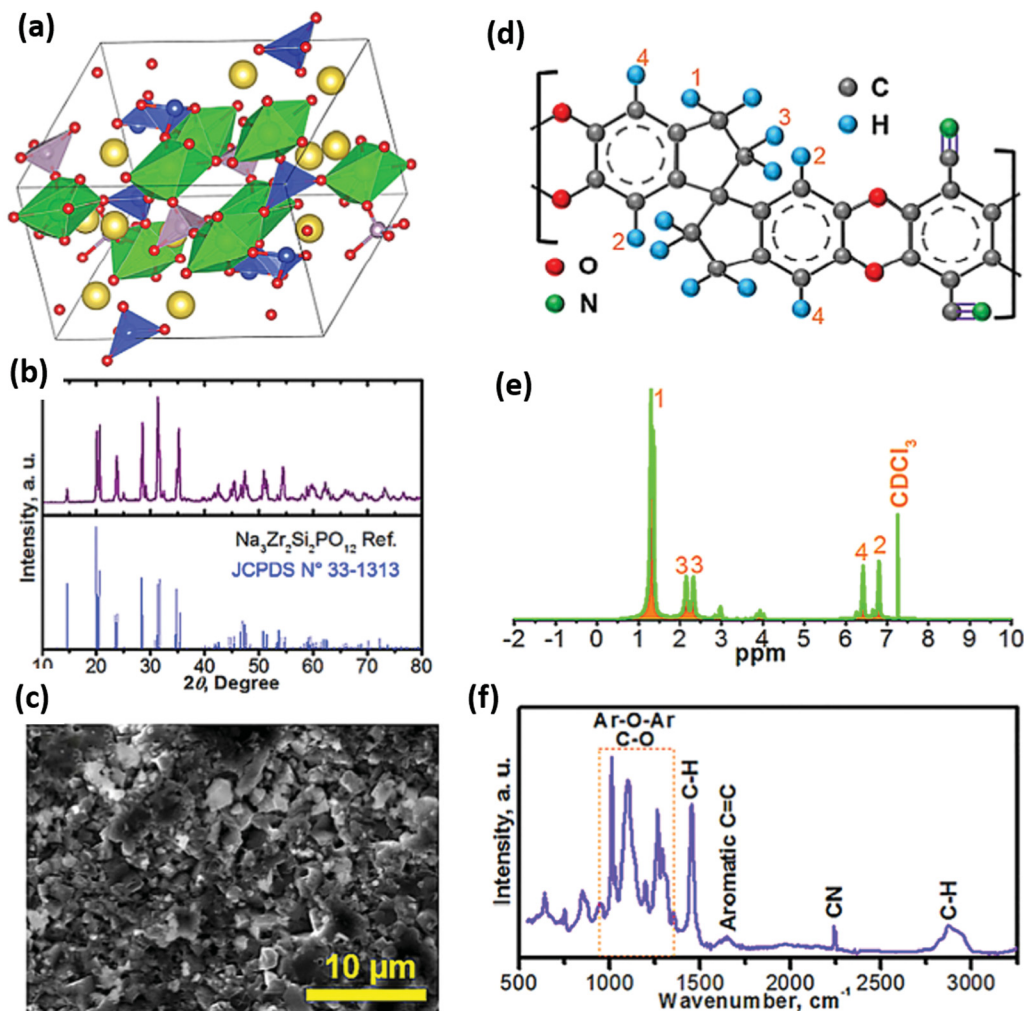 (a)
(b)
Intensity, a. u.
Na₃Zr₂Si₂PO₁₂ Ref.
JCPDS N° 33-1313
10 20 30 40 50 60 70 80
2θ, Degree
(c)
10 μm
(d)
4
1
3
2
2
4
C
H
O
N
(e)
1
3 3
4 2
CDCl₃
-2 -1 0 1 2 3 4 5 6 7 8 9 10
ppm
(f)
Intensity, a. u.
Ar-O-Ar
C-O
C-H
Aromatic C=C
CN
C-H
500 1000 1500 2000 2500 3000
Wavenumber, cm⁻¹